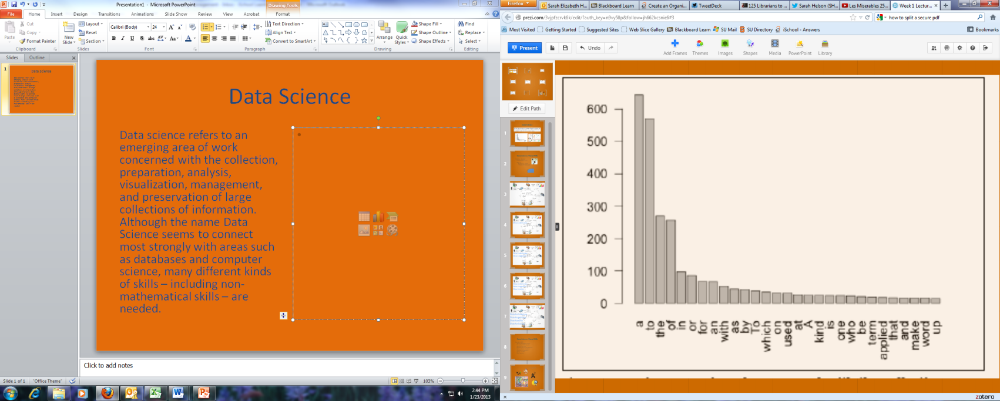 Presentation1 - Microsoft PowerPoint
Drawing Tools
File Home Insert Design Transitions Animations Slide Show Review View Acrobat Format
Paste
Cut
Copy
Format Painter
Clipboard
New Slide
Layout
Reset
Section
Slides
Calibri (Body) 24
Font
Paragraph
Text Direction
Align Text
Convert to SmartArt
Arrange
Quick Styles
Shape Fill
Shape Outline
Shape Effects
Drawing
Find
Replace
Select
Editing
Slides Outline
1
Data Science
Data Science
Data science refers to an
emerging area of work
concerned with the collection,
preparation, analysis,
visualization, management,
and preservation of large
collections of information.
Although the name Data
Science seems to connect
most strongly with areas such
as databases and computer
science, many different kinds
of skills – including non-
mathematical skills – are
needed.
Click to add notes
Slide 1 of 1 "Office Theme" 103%
2:44 PM
1/23/2013
Firefox
Sarah Elizabeth H...
Blackboard Learn
Create an Organi...
TweetDeck
125 Librarians to ...
Sarah Helson (SH...
Les Miserables 25...
Week 1 Lectur...
prezi.com/3vjpfzcrvk6k/edit/?auth_key=n9vy58p&follow=jh662kcsnie6#3
how to split a secure pdf
Most Visited Getting Started Suggested Sites Web Slice Gallery Blackboard Learn SU Mail SU Directory iSchool - Answers Bookmarks
Present Undo
Add Frames Themes Images Shapes Media PowerPoint Library
Edit Path
1
2
3
4
5
6
7
8
9
600
500
400
300
200
100
0
a to the of in or for an with as by To which on used at A kind is one who be term applied that and make word up
zotero